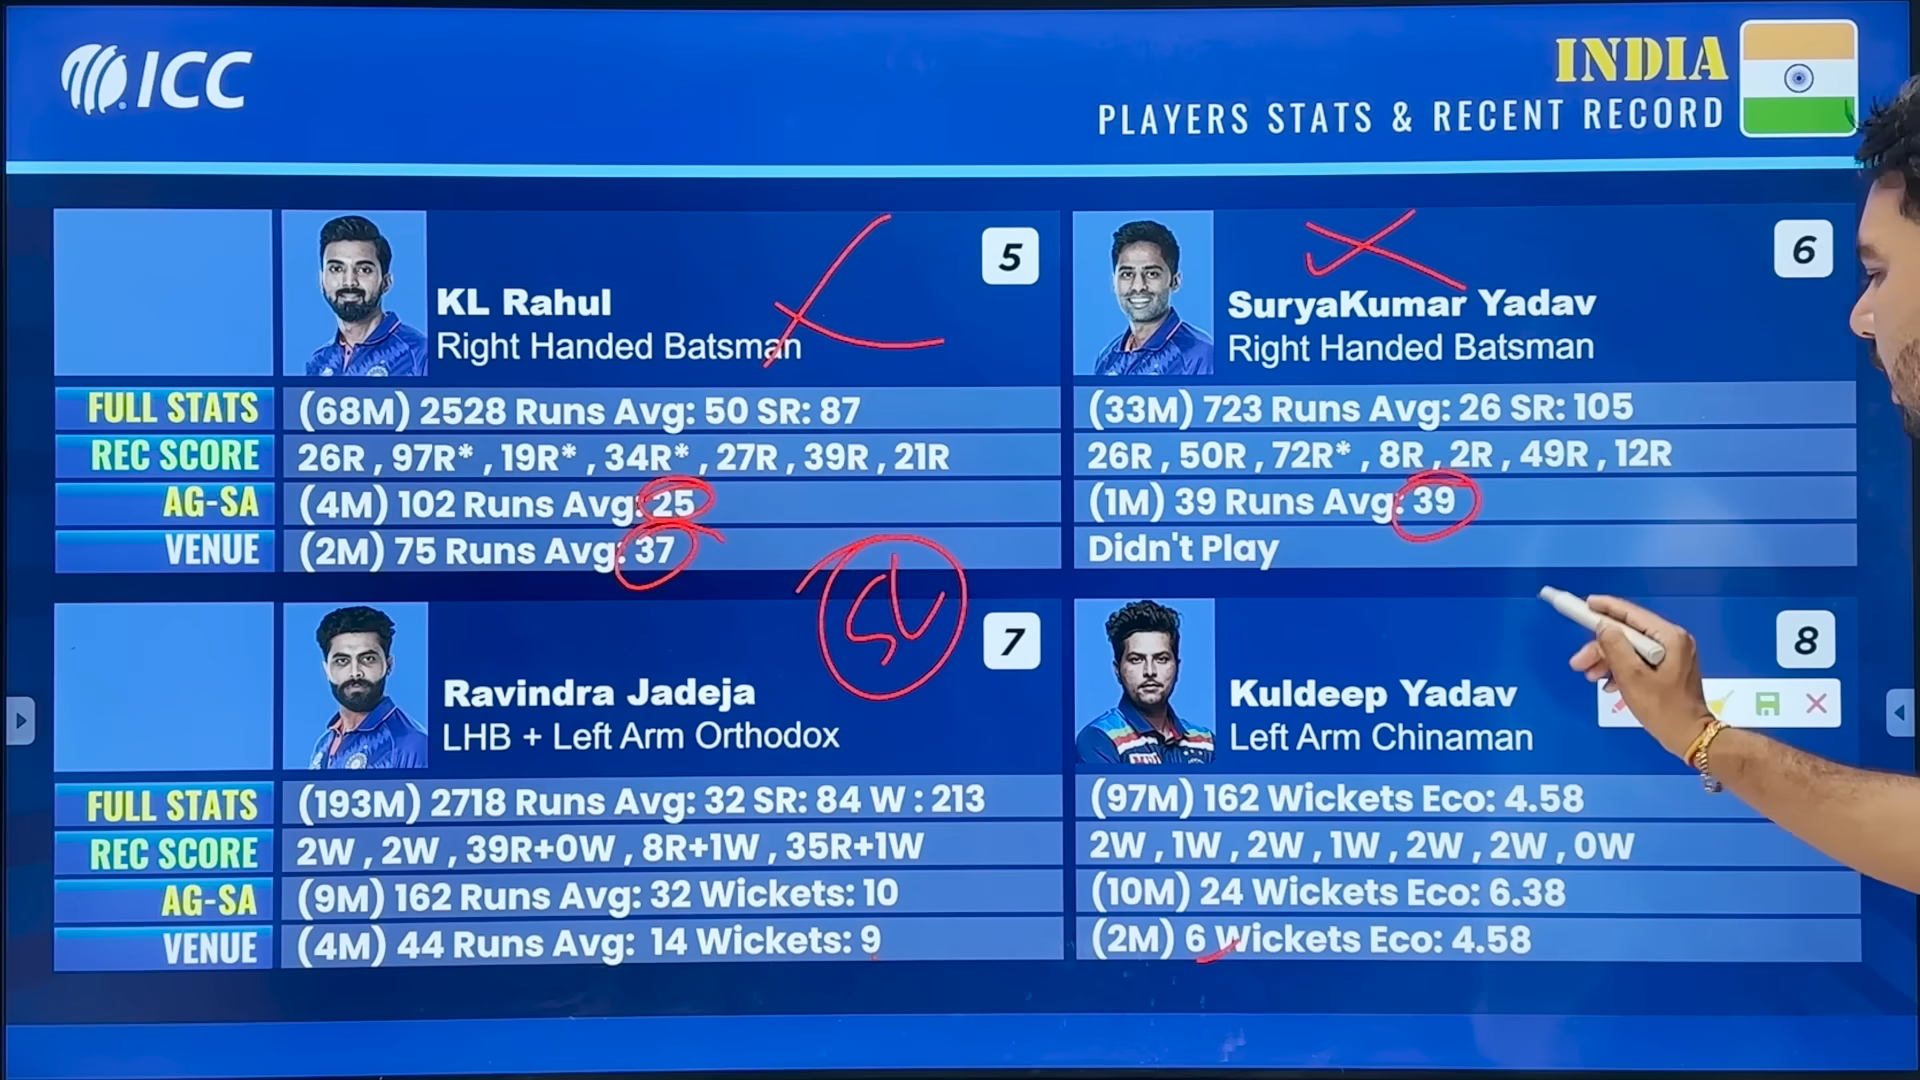 ICC
INDIA
PLAYERS STATS & RECENT RECORD
KL Rahul
Right Handed Batsman
5
FULL STATS
(68M) 2528 Runs Avg: 50 SR: 87
REC SCORE
26R , 97R* , 19R* , 34R* , 27R , 39R , 21R
AG-SA
(4M) 102 Runs Avg: 25
VENUE
(2M) 75 Runs Avg: 37
SuryaKumar Yadav
Right Handed Batsman
6
(33M) 723 Runs Avg: 26 SR: 105
26R , 50R , 72R* , 8R , 2R , 49R , 12R
(1M) 39 Runs Avg: 39
Didn't Play
Ravindra Jadeja
LHB + Left Arm Orthodox
7
FULL STATS
(193M) 2718 Runs Avg: 32 SR: 84 W : 213
REC SCORE
2W , 2W , 39R+0W , 8R+1W , 35R+1W
AG-SA
(9M) 162 Runs Avg: 32 Wickets: 10
VENUE
(4M) 44 Runs Avg: 14 Wickets: 9
Kuldeep Yadav
Left Arm Chinaman
8
(97M) 162 Wickets Eco: 4.58
2W , 1W , 2W , 1W , 2W , 2W , 0W
(10M) 24 Wickets Eco: 6.38
(2M) 6 Wickets Eco: 4.58